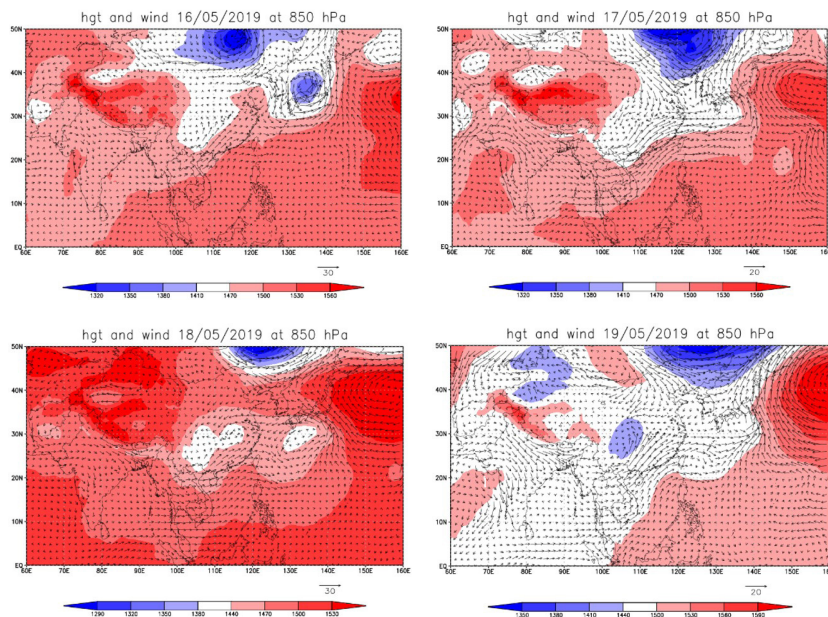 hgt and wind 16/05/2019 at 850 hPa
50N
40N
30N
20N
10N
EQ
60E 70E 80E 90E 100E 110E 120E 130E 140E 150E 160E
30
1320 1350 1380 1410 1470 1500 1530 1560
hgt and wind 17/05/2019 at 850 hPa
50N
40N
30N
20N
10N
EQ
60E 70E 80E 90E 100E 110E 120E 130E 140E 150E 160E
20
1320 1350 1380 1410 1470 1500 1530 1560
hgt and wind 18/05/2019 at 850 hPa
50N
40N
30N
20N
10N
EQ
60E 70E 80E 90E 100E 110E 120E 130E 140E 150E 160E
30
1290 1320 1350 1380 1440 1470 1500 1530
hgt and wind 19/05/2019 at 850 hPa
50N
40N
30N
20N
10N
EQ
60E 70E 80E 90E 100E 110E 120E 130E 140E 150E 160E
20
1350 1380 1410 1440 1500 1530 1560 1590